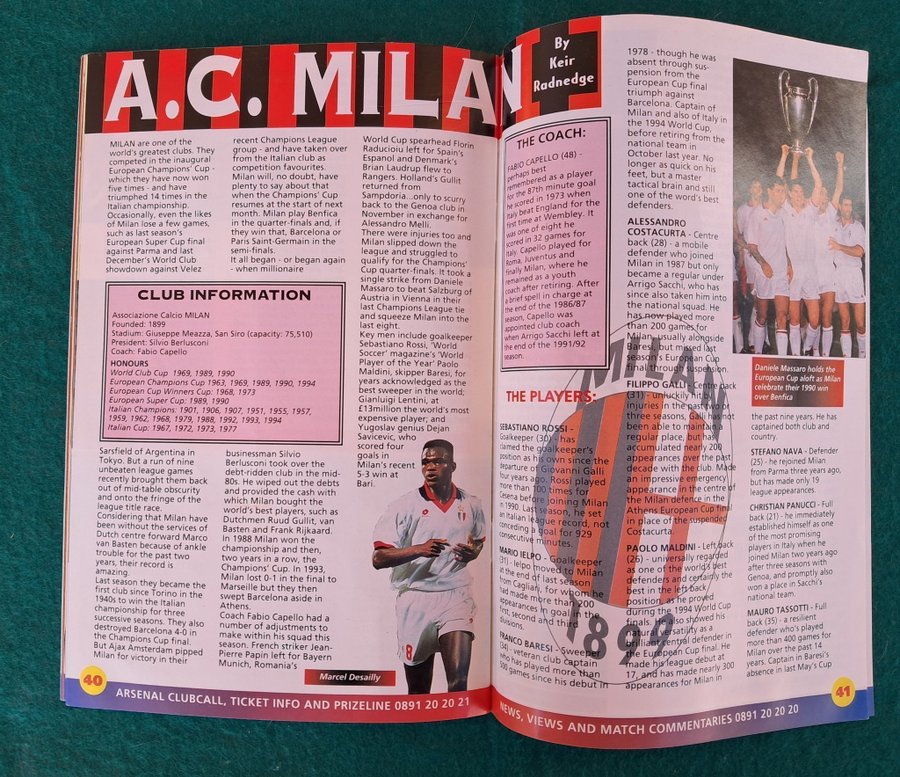 A.C. MILAN
By
Keir
Radnedge
MILAN are one of the
world's greatest clubs. They
competed in the inaugural
European Champions' Cup -
which they have now won
five times - and have
triumphed 14 times in the
Italian championship.
Occasionally, even the likes
of Milan lose a few games,
such as last season's
European Super Cup final
against Parma and last
December's World Club
showdown against Velez
recent Champions League
group - and have taken over
from the Italian club as
competition favourites.
Milan will, no doubt, have
plenty to say about that
when the Champions' Cup
resumes at the start of next
month. Milan play Benfica
in the quarter-finals and, if
they win that, Barcelona or
Paris Saint-Germain in the
semi-finals.
It all began - or began again
- when millionaire
CLUB INFORMATION
Associazione Calcio MILAN
Founded: 1899
Stadium: Giuseppe Meazza, San Siro (capacity: 75,510)
President: Silvio Berlusconi
Coach: Fabio Capello
HONOURS
World Club Cup 1969, 1989, 1990
European Champions Cup 1963, 1969, 1989, 1990, 1994
European Cup Winners Cup: 1968, 1973
European Super Cup: 1989, 1990
Italian Champions: 1901, 1906, 1907, 1951, 1955, 1957,
1959, 1962, 1968, 1979, 1988, 1992, 1993, 1994
Italian Cup: 1967, 1972, 1973, 1977
Sarsfield of Argentina in
Tokyo. But a run of nine
unbeaten league games
recently brought them back
out of mid-table obscurity
and onto the fringe of the
league title race.
Considering that Milan have
been without the services of
Dutch centre forward Marco
van Basten because of ankle
trouble for the past two
years, their record is
amazing.
Last season they became the
first club since Torino in the
1940s to win the Italian
championship for three
successive seasons. They also
destroyed Barcelona 4-0 in
the Champions Cup final.
But Ajax Amsterdam pipped
Milan for victory in their
businessman Silvio
Berlusconi took over the
debt-ridden club in the mid-
80s. He wiped out the debts
and provided the cash with
which Milan bought the
world's best players, such as
Dutchmen Ruud Gullit, van
Basten and Frank Rijkaard.
In 1988 Milan won the
championship and then,
two years in a row, the
Champions' Cup. In 1993,
Milan lost 0-1 in the final to
Marseille but they then
swept Barcelona aside in
Athens.
Coach Fabio Capello had a
number of adjustments to
make within his squad this
season. French striker Jean-
Pierre Papin left for Bayern
Munich, Romania's
World Cup spearhead Florin
Raducioiu left for Spain's
Espanol and Denmark's
Brian Laudrup flew to
Rangers. Holland's Gullit
returned from
Sampdoria...only to scurry
back to the Genoa club in
November in exchange for
Alessandro Melli.
There were injuries too and
Milan slipped down the
league and struggled to
qualify for the Champions'
Cup quarter-finals. It took a
single strike from Daniele
Massaro to beat Salzburg of
Austria in Vienna in their
last Champions League tie
and squeeze Milan into the
last eight.
Key men include goalkeeper
Sebastiano Rossi, 'World
Soccer' magazine's 'World
Player of the Year' Paolo
Maldini, skipper Baresi, for
years acknowledged as the
best sweeper in the world;
Gianluigi Lentini, at
£13million the world's most
expensive player; and
Yugoslav genius Dejan
Savicevic, who
scored four
goals in
Milan's recent
5-3 win at
Bari.
8
Marcel Desailly
40
ARSENAL CLUBCALL, TICKET INFO AND PRIZELINE 0891 20 20 21
THE COACH:
FABIO CAPELLO (48) -
perhaps best
remembered as a player
for the 87th minute goal
he scored in 1973 when
Italy beat England for the
first time at Wembley. It
was one of eight he
scored in 32 games for
Italy. Capello played for
Roma, Juventus and
finally Milan, where he
remained as a youth
coach after retiring. After
a brief spell in charge at
the end of the 1986/87
season, Capello was
appointed club coach
when Arrigo Sacchi left at
the end of the 1991/92
season.
THE PLAYERS:
SEBASTIANO ROSSI -
Goalkeeper (30) has
claimed the goalkeeper's
position as his own since the
departure of Giovanni Galli
four years ago. Rossi played
more than 100 times for
Cesena before joining Milan
in 1990. Last season, he set
an Italian league record, not
conceding a goal for 929
consecutive minutes.
MARIO IELPO - Goalkeeper
(31) - Ielpo moved to Milan
at the end of last season
from Cagliari, for whom he
had made more than 200
appearances in goal in the
first, second and third
divisions.
FRANCO BARESI - Sweeper
(34) - veteran club captain
who has played more than
500 games since his debut in
1978 - though he was
absent through sus-
pension from the
European Cup final
triumph against
Barcelona. Captain of
Milan and also of Italy in
the 1994 World Cup,
before retiring from the
national team in
October last year. No
longer as quick on his
feet, but a master
tactical brain and still
one of the word's best
defenders.
ALESSANDRO
COSTACURTA - Centre
back (28) - a mobile
defender who joined
Milan in 1987 but only
became a regular under
Arrigo Sacchi, who has
since also taken him into
the national squad. He
has now played more
than 200 games for
Milan, usually alongside
Baresi, but missed last
season's European Cup
final through suspension.
FILIPPO GALLI - Centre back
(31) - unluckily hit by
injuries in the past two or
three seasons, Galli has not
been able to maintain a
regular place, but has
accumulated nearly 200
appearances over the past
decade with the club. Made
an impressive emergency
appearance in the centre of
the Milan defence in the
Athens European Cup final
in place of the suspended
Costacurta.
PAOLO MALDINI - Left back
(26) - universally regarded
as one of the world's best
defenders and certainly the
best in the left back
position, as he proved
during the 1994 World Cup
finals. He also showed his
versatility as a
brilliant central defender in
the European Cup final. He
made his league debut at
17, and has made nearly 300
appearances for Milan in
MILAN
1899
Daniele Massaro holds the
European Cup aloft as Milan
celebrate their 1990 win
over Benfica
the past nine years. He has
captained both club and
country.
STEFANO NAVA - Defender
(25) - he rejoined Milan
from Parma three years ago,
but has made only 19
league appearances.
CHRISTIAN PANUCCI - Full
back (21) - he immediately
established himself as one
of the most promising
players in Italy when he
joined Milan two years ago
after three seasons with
Genoa, and promptly also
won a place in Sacchi's
national team.
MAURO TASSOTTI - Full
back (35) - a resilient
defender who's played
more than 400 games for
Milan over the past 14
years. Captain in Baresi's
absence in last May's Cup
NEWS, VIEWS AND MATCH COMMENTARIES 0891 20 20 20
41